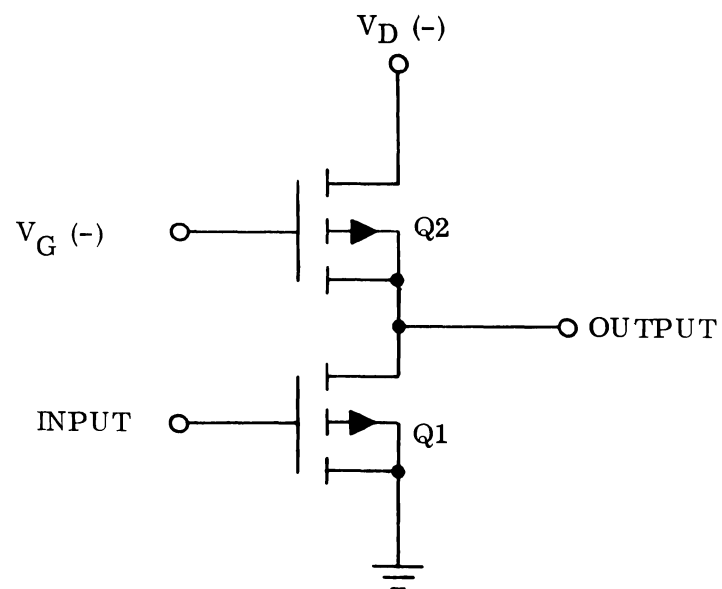 V_D (-)
Q2
V_G (-)
OUTPUT
INPUT
Q1